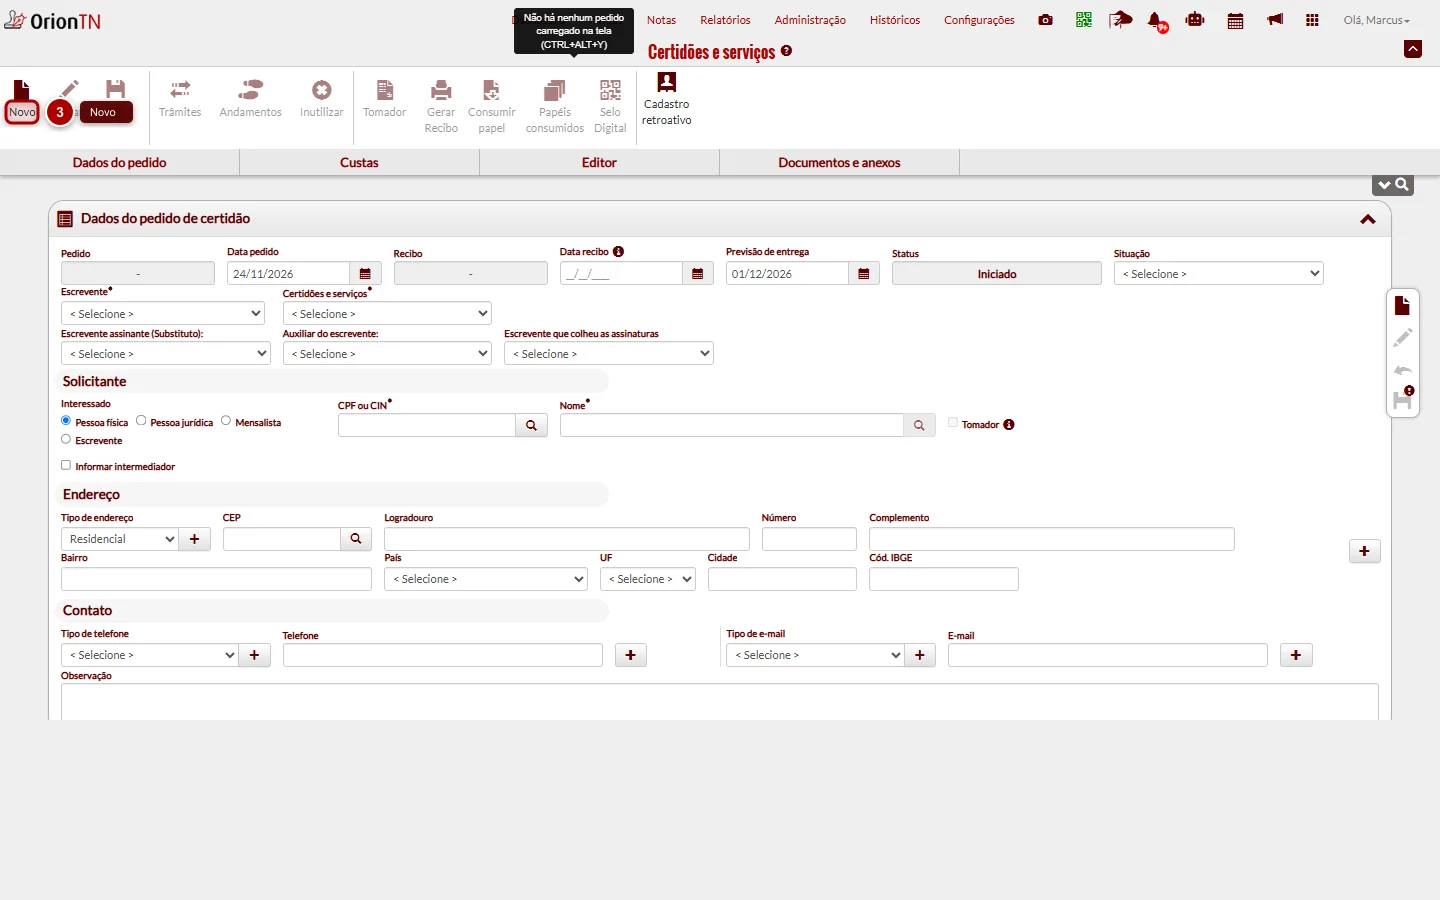 OrionTN
Não há nenhum pedido
carregado na tela
(CTRL+ALT+Y)
Notas
Relatórios
Administração
Históricos
Configurações
9+
Olá, Marcus
Certidões e serviços
Novo
3
Novo
Trâmites
Andamentos
Inutilizar
Tomador
Gerar
Recibo
Consumir
papel
Papéis
consumidos
Selo
Digital
Cadastro
retroativo
Dados do pedido
Custas
Editor
Documentos e anexos
Dados do pedido de certidão
Pedido
Data pedido
Recibo
Data recibo
Previsão de entrega
Status
Situação
-
24/11/2026
-
__/__/____
01/12/2026
Iniciado
< Selecione >
Escrevente*
Certidões e serviços*
< Selecione >
< Selecione >
Escrevente assinante (Substituto):
Auxiliar do escrevente:
Escrevente que colheu as assinaturas
< Selecione >
< Selecione >
< Selecione >
Solicitante
Interessado
CPF ou CIN*
Nome*
Pessoa física
Pessoa jurídica
Mensalista
Tomador
Escrevente
Informar intermediador
Endereço
Tipo de endereço
CEP
Logradouro
Número
Complemento
Residencial
Bairro
País
UF
Cidade
Cód. IBGE
< Selecione >
< Selecione >
Contato
Tipo de telefone
Telefone
Tipo de e-mail
E-mail
< Selecione >
< Selecione >
Observação